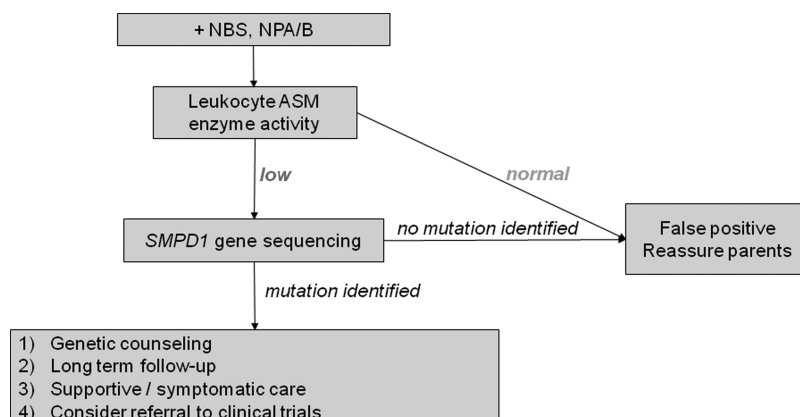 + NBS, NPA/B
Leukocyte ASM
enzyme activity
low
normal
SMPD1 gene sequencing
no mutation identified
False positive
Reassure parents
mutation identified
1) Genetic counseling
2) Long term follow-up
3) Supportive / symptomatic care
4) Consider referral to clinical trials